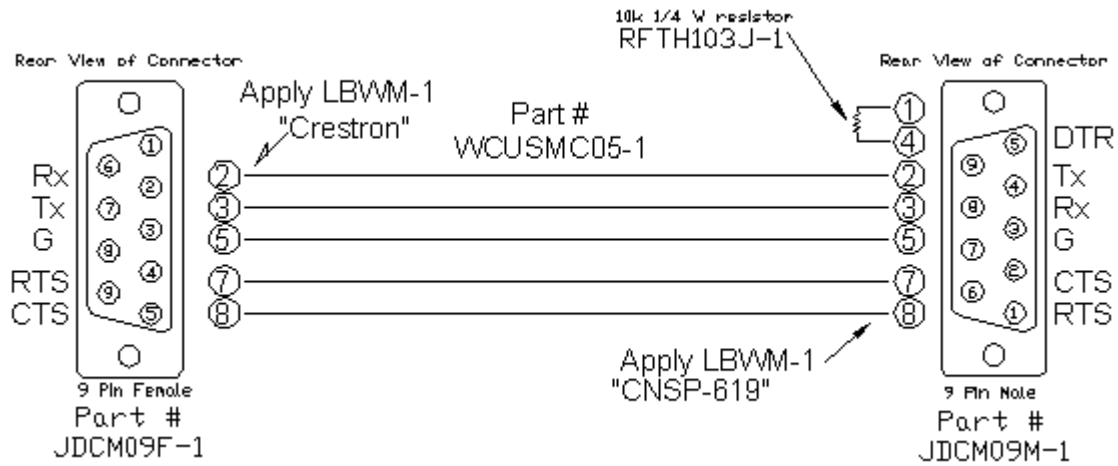 10k 1/4 W resistor
RFTH103J-1
Rear View of Connector
Rear View of Connector
Apply LBWM-1
"Crestron"
Part #
WCUSMC05-1
1
6
2
7
3
8
4
9
5
Rx
Tx
G
RTS
CTS
2
3
5
7
8
1
4
2
3
5
7
8
5
9
4
8
3
7
2
6
1
DTR
Tx
Rx
G
CTS
RTS
Apply LBWM-1
"CNSP-619"
9 Pin Female
Part #
JDCM09F-1
9 Pin Male
Part #
JDCM09M-1